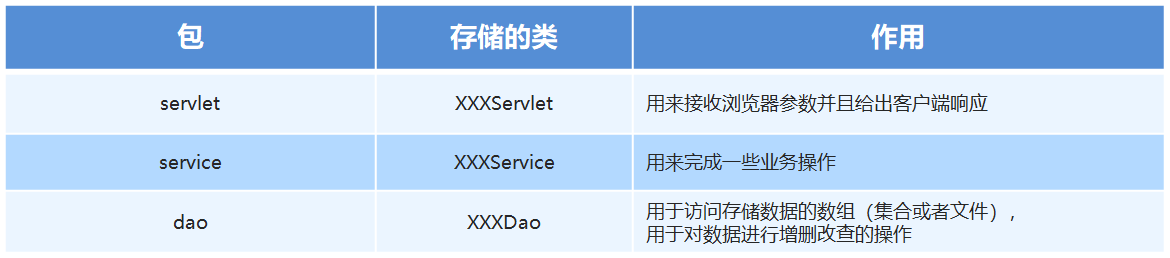 包 存储的类 作用
servlet XXXServlet 用来接收浏览器参数并且给出客户端响应
service XXXService 用来完成一些业务操作
dao XXXDao 用于访问存储数据的数组（集合或者文件），
用于对数据进行增删改查的操作